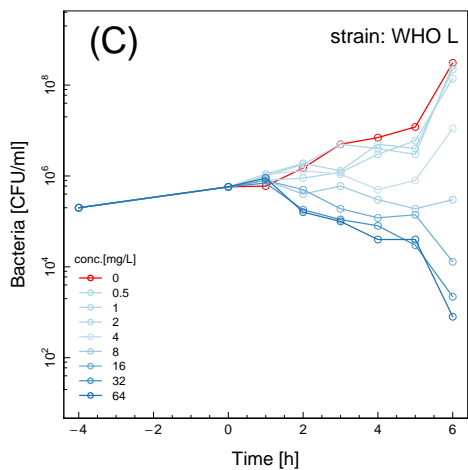 (C)
strain: WHO L
Bacteria [CFU/ml]
10^8
10^6
10^4
10^2
conc.[mg/L]
0
0.5
1
2
4
8
16
32
64
−4 −2 0 2 4 6
Time [h]